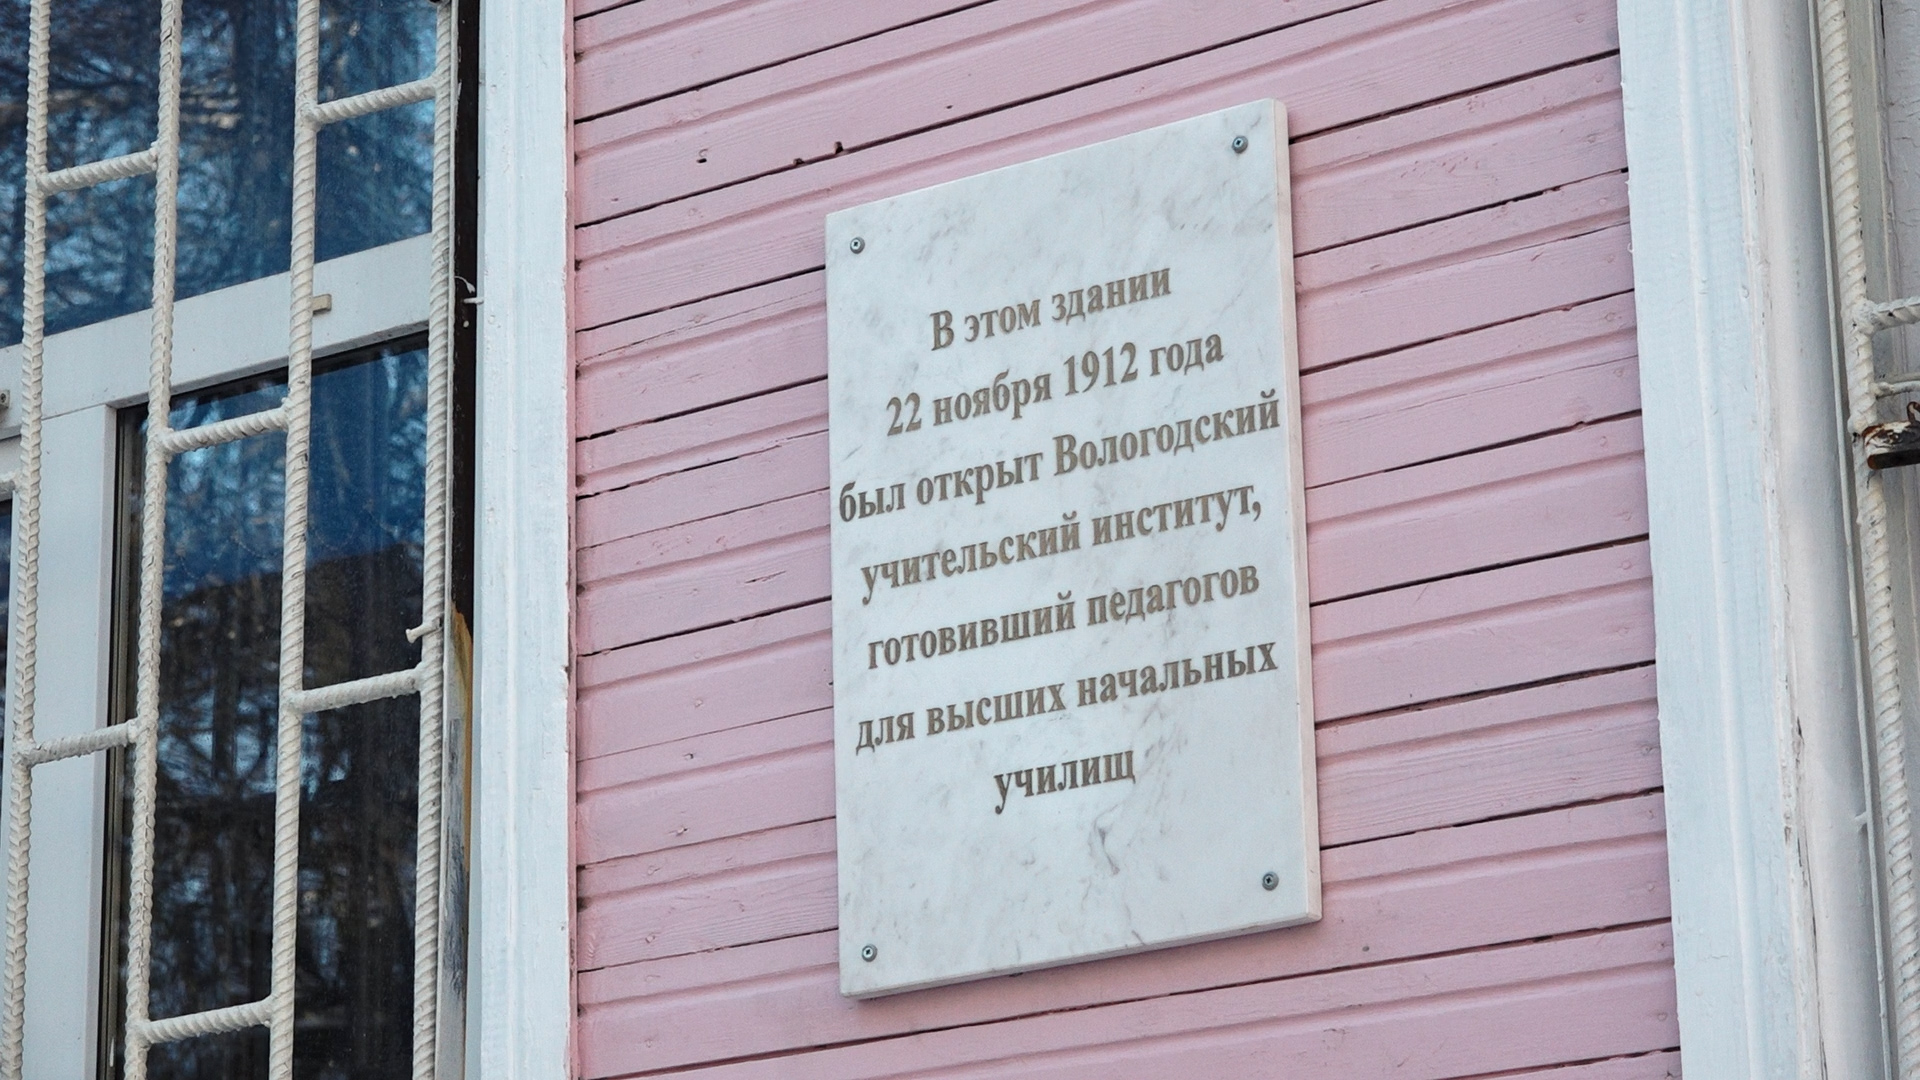 В этом здании
22 ноября 1912 года
был открыт Вологодский
учительский институт,
готовивший педагогов
для высших начальных
училищ